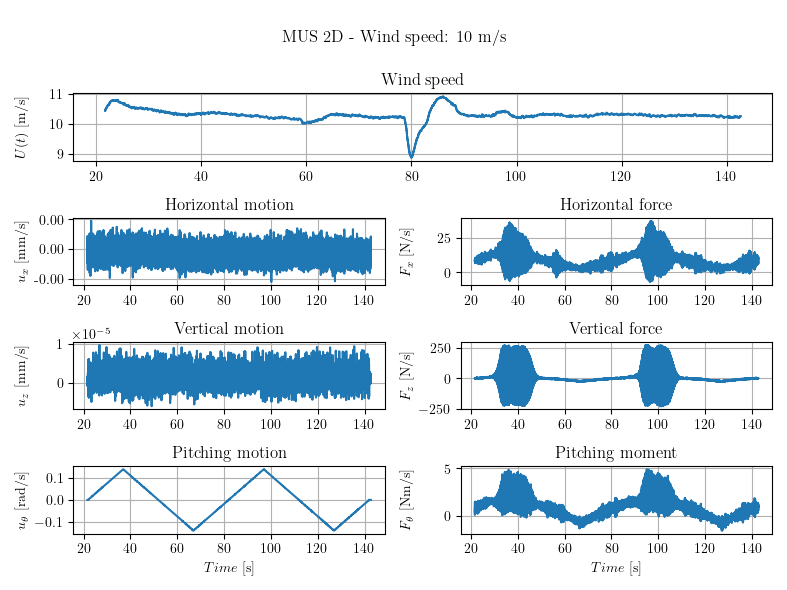 MUS 2D - Wind speed: 10 m/s
Wind speed
U(t) [m/s]
11
10
9
20 40 60 80 100 120 140
Horizontal motion
u_x [mm/s]
0.00
0.00
-0.00
20 40 60 80 100 120 140
Horizontal force
F_x [N/s]
25
0
20 40 60 80 100 120 140
Vertical motion
×10⁻⁵
u_z [mm/s]
1
0
20 40 60 80 100 120 140
Vertical force
F_z [N/s]
250
0
−250
20 40 60 80 100 120 140
Pitching motion
u_θ [rad/s]
0.1
0.0
−0.1
20 40 60 80 100 120 140
Time [s]
Pitching moment
F_θ [Nm/s]
5
0
20 40 60 80 100 120 140
Time [s]